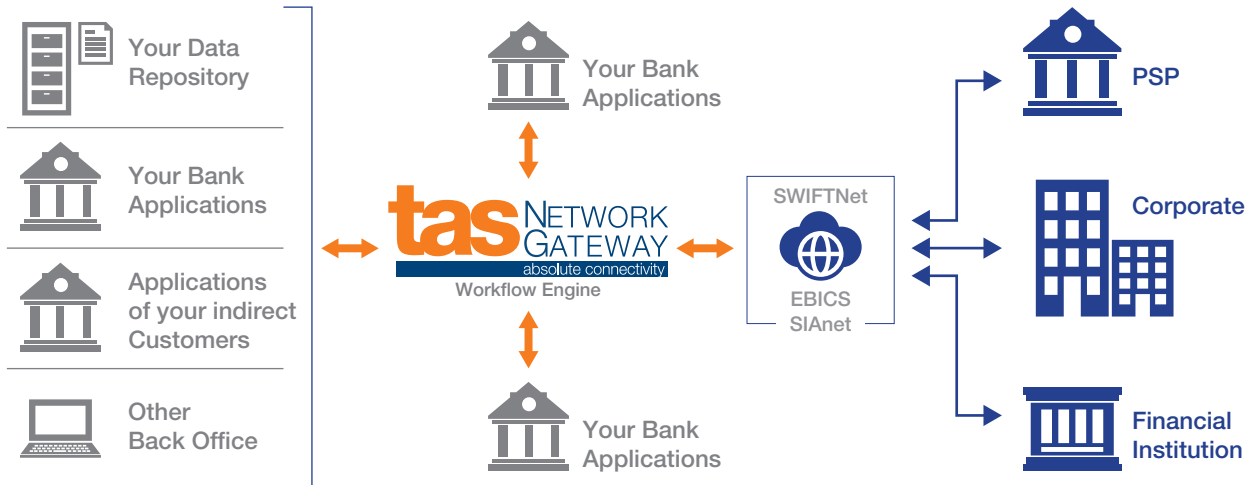 Your Data
Repository
Your Bank
Applications
Applications
of your indirect
Customers
Other
Back Office
Your Bank
Applications
tas NETWORK
GATEWAY
absolute connectivity
Workflow Engine
Your Bank
Applications
SWIFTNet
EBICS
SIAnet
PSP
Corporate
Financial
Institution